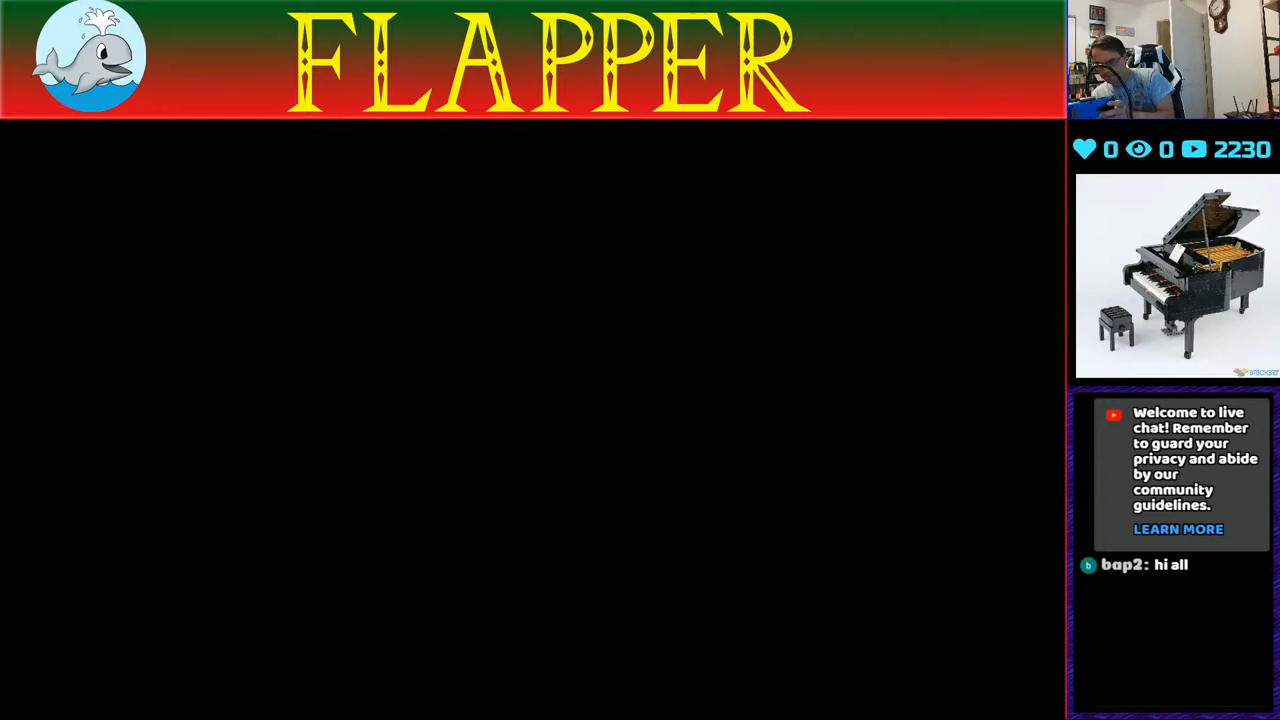 FLAPPER
0 0 2230
Welcome to live
chat! Remember
to guard your
privacy and abide
by our
community
guidelines.
LEARN MORE
b bap2: hi all